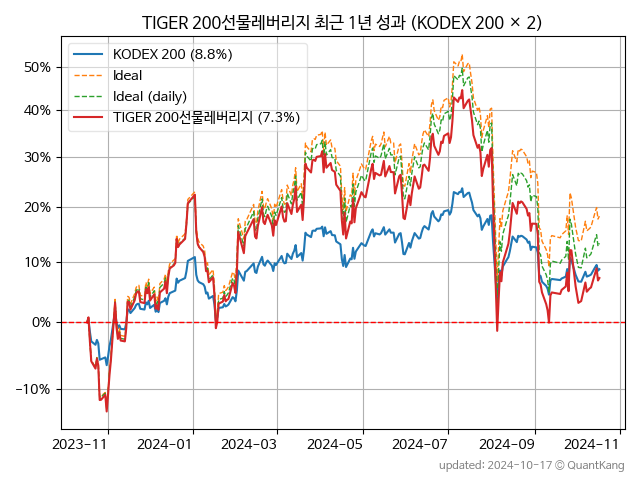 TIGER 200선물레버리지 최근 1년 성과 (KODEX 200 × 2)
KODEX 200 (8.8%)
Ideal
Ideal (daily)
TIGER 200선물레버리지 (7.3%)
50%
40%
30%
20%
10%
0%
−10%
2023-11 2024-01 2024-03 2024-05 2024-07 2024-09 2024-11
updated: 2024-10-17 © QuantKang